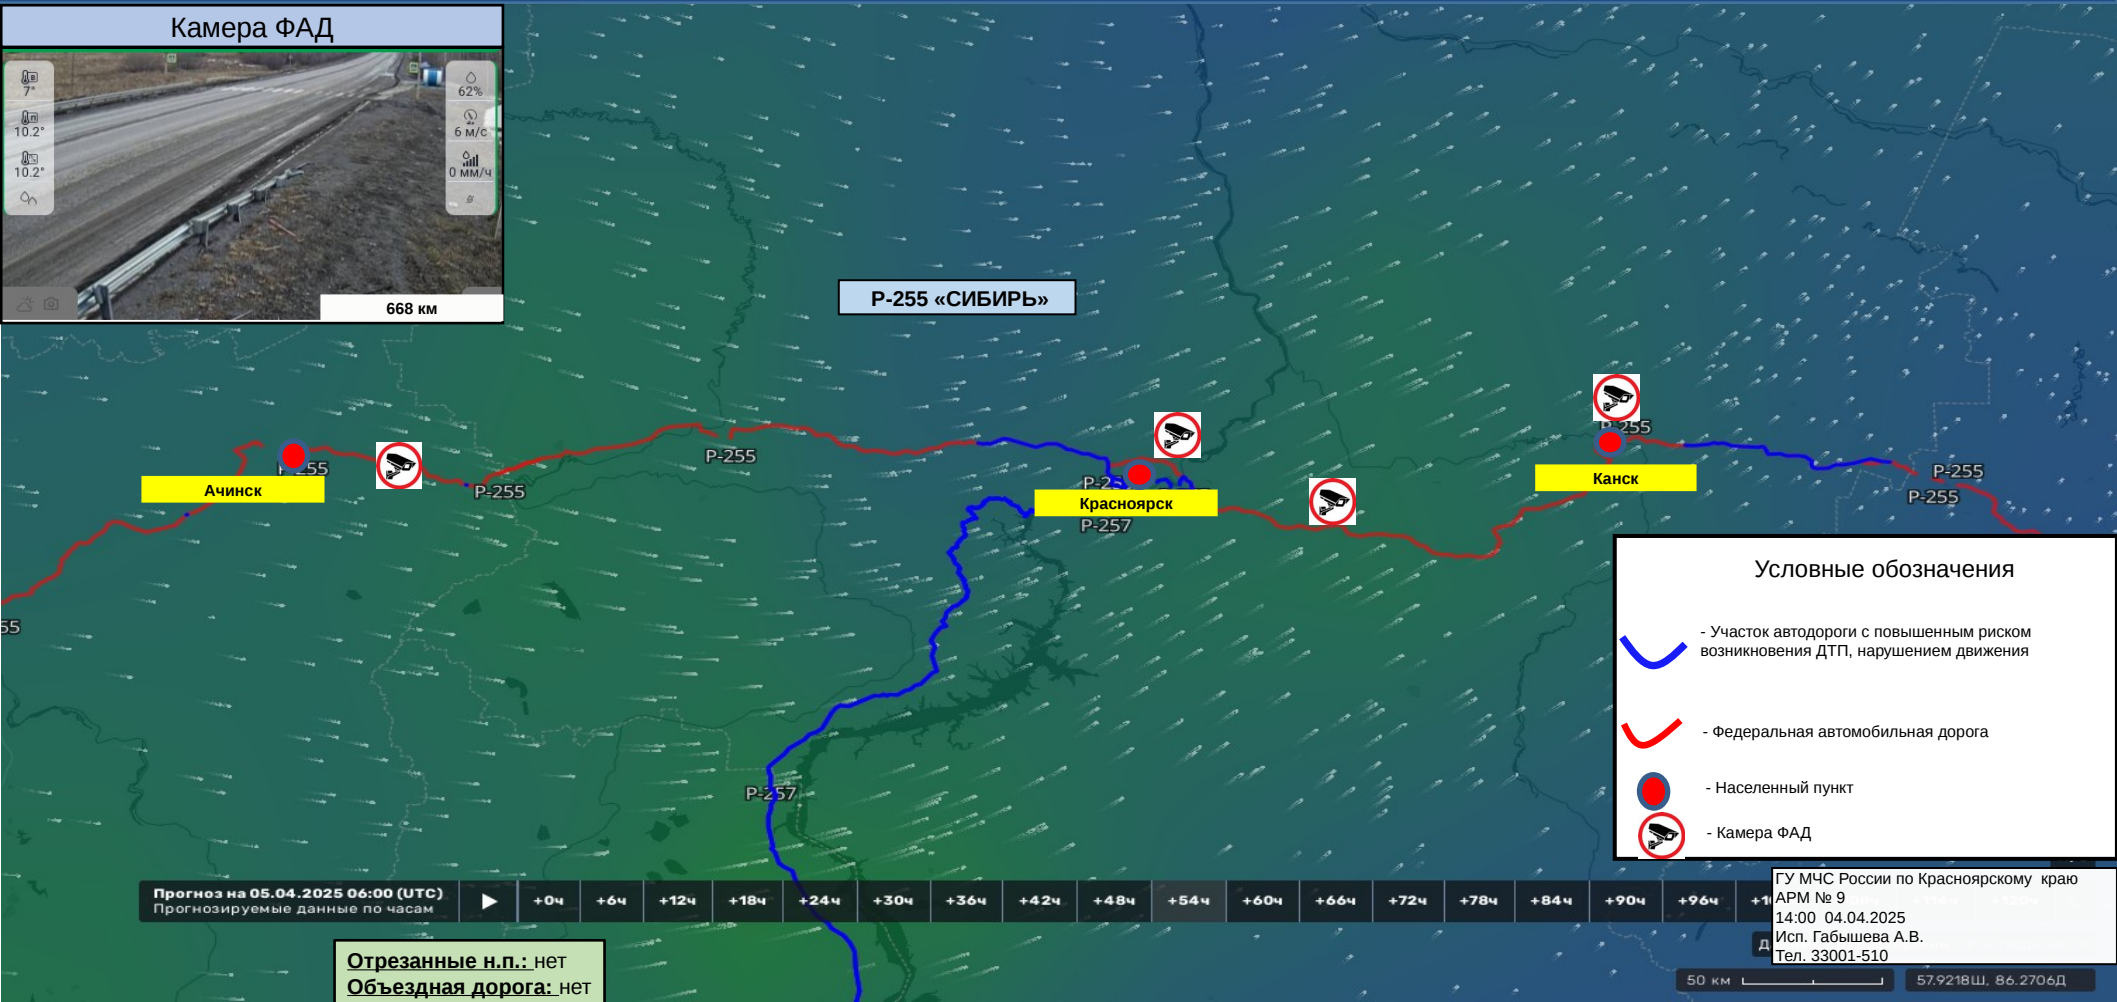 Камера ФАД
7°
10.2°
10.2°
62%
6 м/с
0 мм/ч
668 км
Р-255 «СИБИРЬ»
Р-255
Р-255
Р-255
Р-255
Р-255
Р-257
Р-257
Ачинск
Красноярск
Канск
Условные обозначения
- Участок автодороги с повышенным риском
возникновения ДТП, нарушением движения
- Федеральная автомобильная дорога
- Населенный пункт
- Камера ФАД
Прогноз на 05.04.2025 06:00 (UTC)
Прогнозируемые данные по часам
+0ч +6ч +12ч +18ч +24ч +30ч +36ч +42ч +48ч +54ч +60ч +66ч +72ч +78ч +84ч +90ч +96ч
ГУ МЧС России по Красноярскому краю
АРМ № 9
14:00 04.04.2025
Исп. Габышева А.В.
Тел. 33001-510
Отрезанные н.п.: нет
Объездная дорога: нет
50 км
57.9218Ш, 86.2706Д